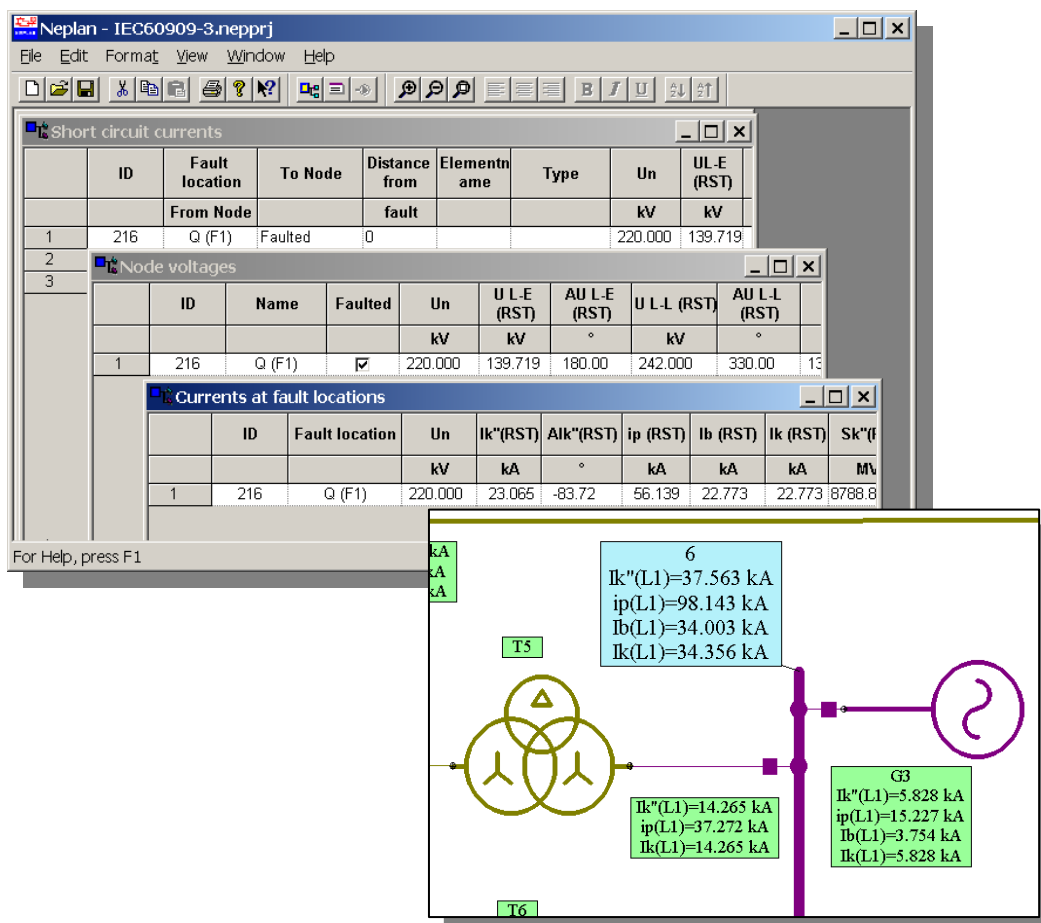 Neplan - IEC60909-3.nepprj
File Edit Format View Window Help
Short circuit currents
ID Fault location To Node Distance from Elementn ame Type Un UL-E (RST)
From Node fault kV kV
1 216 Q (F1) Faulted 0 220.000 139.719
2
3
Node voltages
ID Name Faulted Un U L-E (RST) AU L-E (RST) U L-L (RST) AU L-L (RST)
kV kV ° kV °
1 216 Q (F1) 220.000 139.719 180.00 242.000 330.00 13
Currents at fault locations
ID Fault location Un Ik"(RST) AIk"(RST) ip (RST) Ib (RST) Ik (RST) Sk"(
kV kA ° kA kA kA
1 216 Q (F1) 220.000 23.065 -83.72 56.139 22.773 22.773 8788.8
For Help, press F1
kA
kA
kA
6
Ik"(L1)=37.563 kA
ip(L1)=98.143 kA
Ib(L1)=34.003 kA
Ik(L1)=34.356 kA
T5
G3
Ik"(L1)=5.828 kA
ip(L1)=15.227 kA
Ib(L1)=3.754 kA
Ik(L1)=5.828 kA
Ik"(L1)=14.265 kA
ip(L1)=37.272 kA
Ik(L1)=14.265 kA
T6